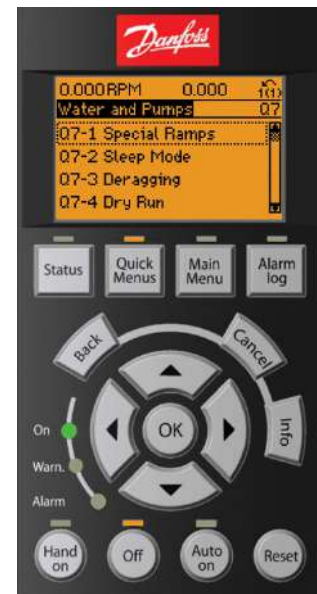 Danfoss
0.000RPM 0.000 1(1)
Water and Pumps Q7
Q7-1 Special Ramps
Q7-2 Sleep Mode
Q7-3 Deragging
Q7-4 Dry Run
Status Quick Menus Main Menu Alarm log
Back Cancel
Info
OK
On
Warn.
Alarm
Hand on Off Auto on Reset